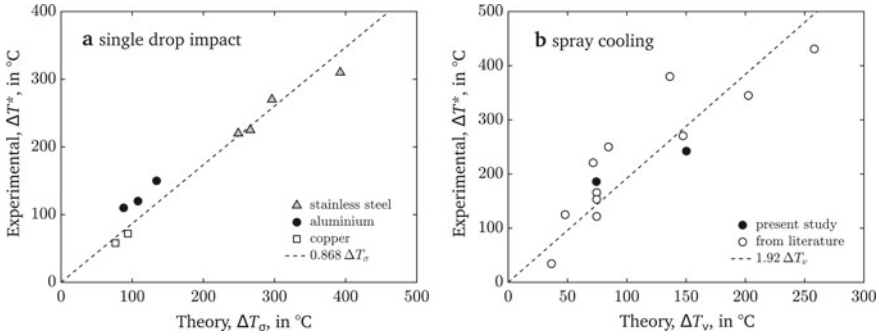 400
300
200
100
0
0 100 200 300 400 500
Experimental, ΔT*, in °C
Theory, ΔTσ, in °C
a single drop impact
stainless steel
aluminium
copper
0.868 ΔTσ
500
400
300
200
100
0
0 50 100 150 200 250 300
Experimental, ΔT*, in °C
Theory, ΔTν, in °C
b spray cooling
present study
from literature
1.92 ΔTν